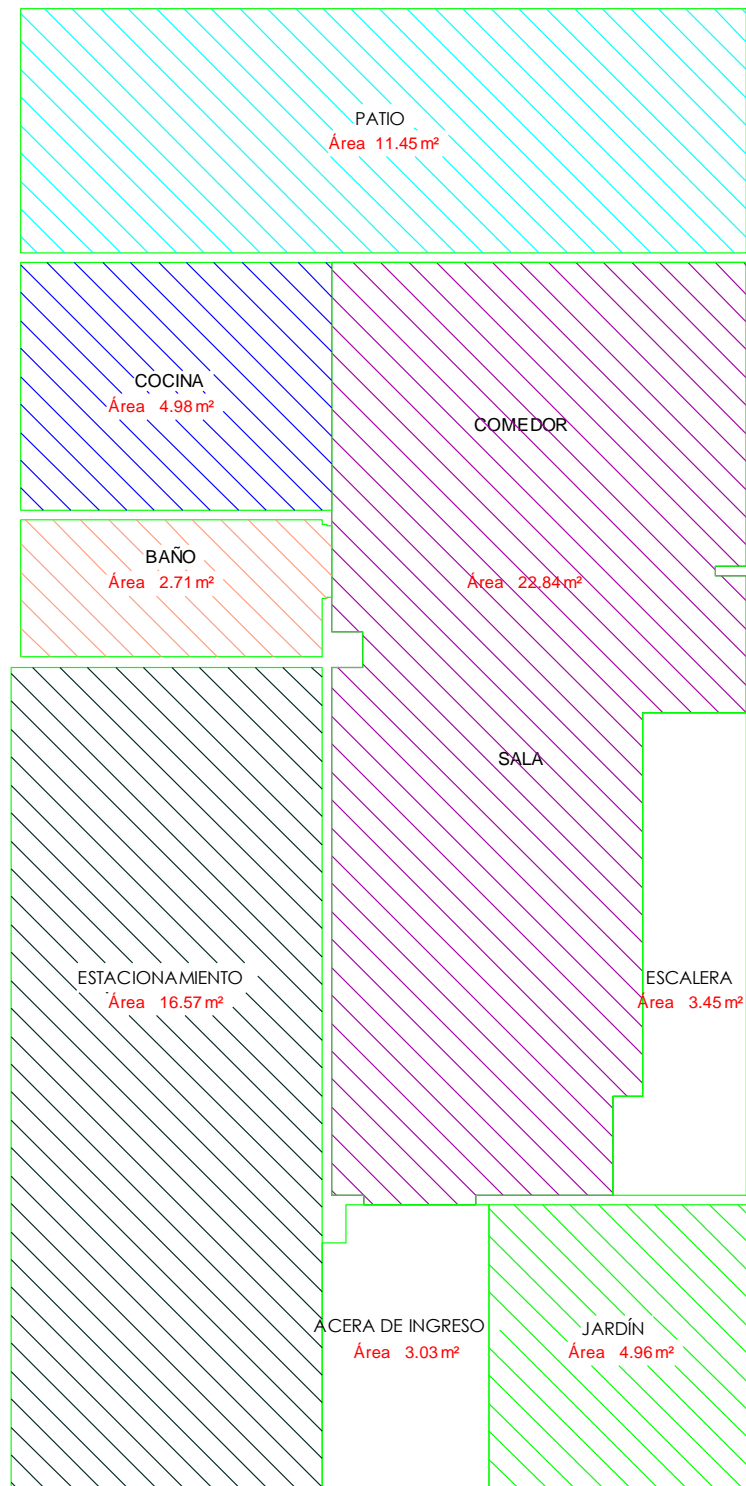 PATIO
Área 11.45 m²
COCINA
Área 4.98 m²
COMEDOR
BAÑO
Área 2.71 m²
Área 22.84 m²
SALA
ESTACIONAMIENTO
Área 16.57 m²
ESCALERA
Área 3.45 m²
ACERA DE INGRESO
Área 3.03 m²
JARDÍN
Área 4.96 m²